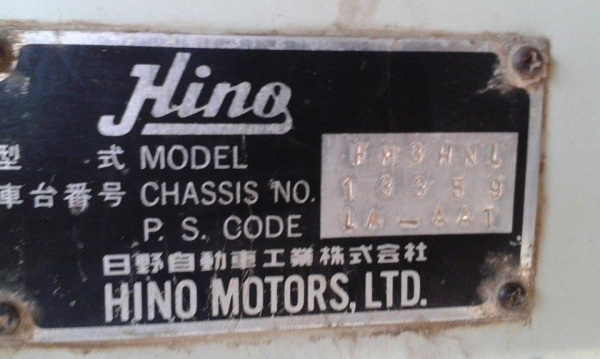 Hino
型 式 MODEL FH3HNL
車台番号 CHASSIS NO. 13359
P. S. CODE
日野自動車工業株式会社
HINO MOTORS, LTD.